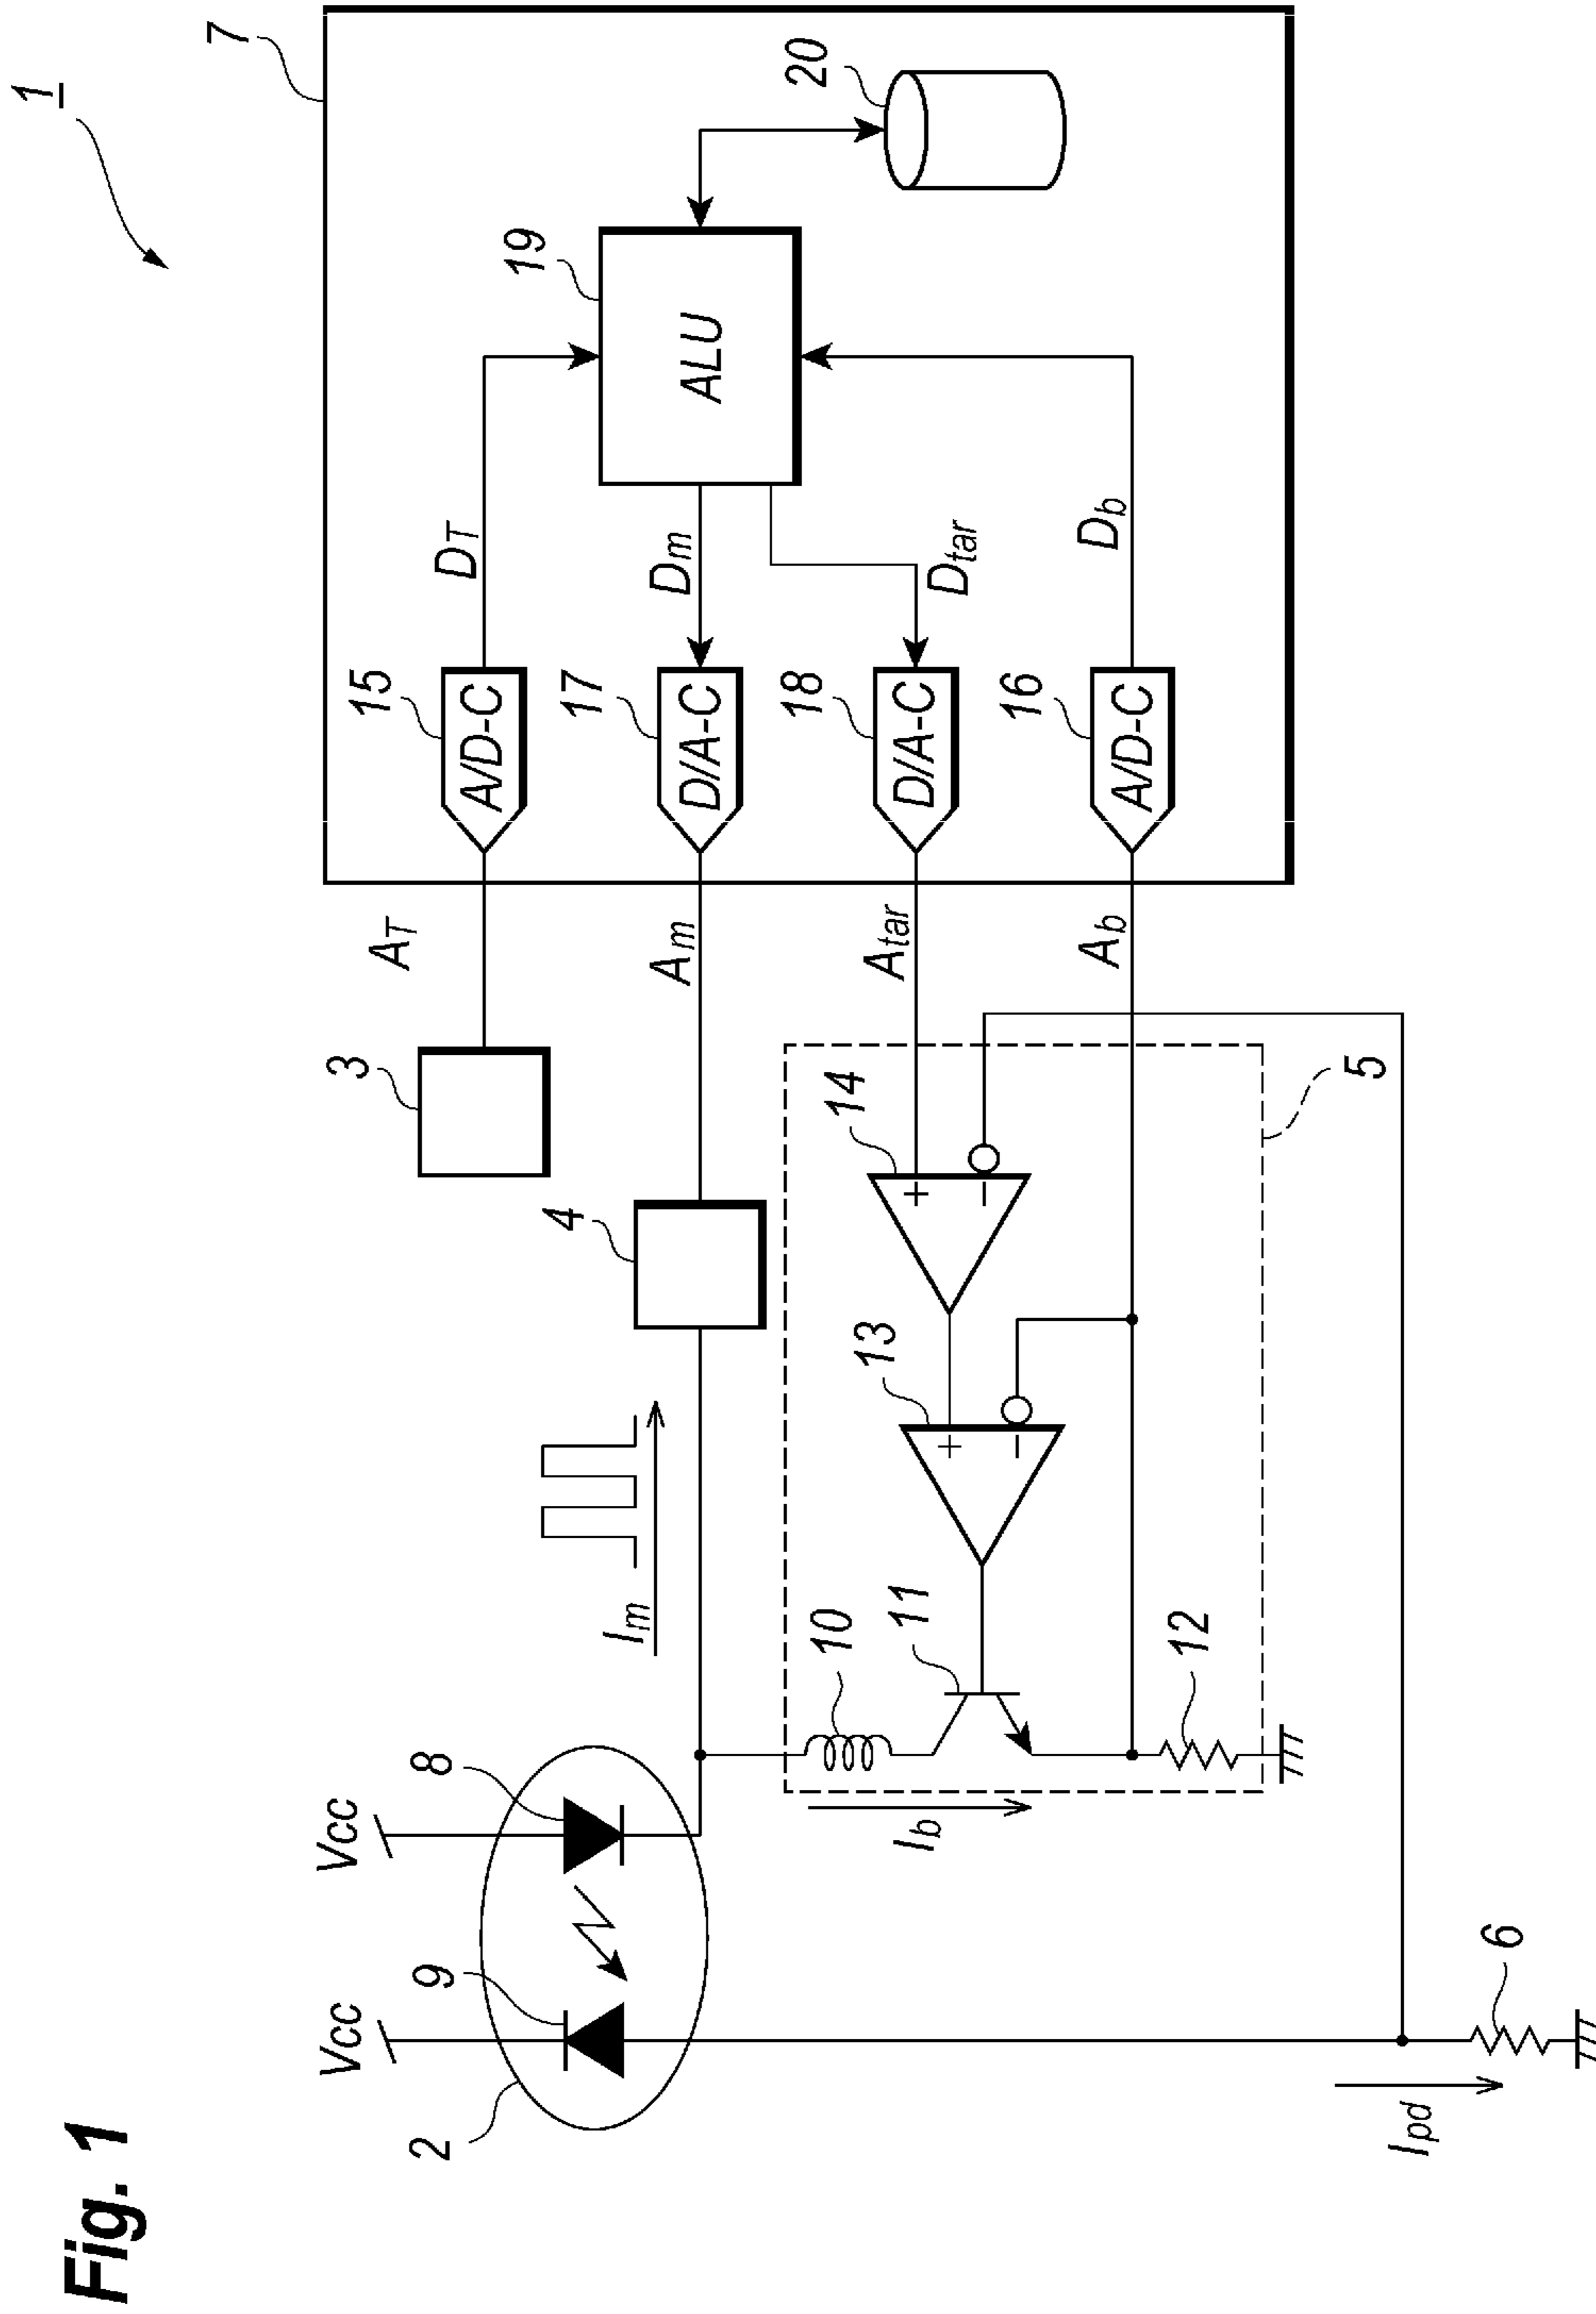 Fig. 1
1
7
Vcc
Vcc
2
9
8
Im
4
3
AT
15
A/D-C
DT
19
ALU
20
Am
17
D/A-C
Dm
Ib
10
11
13
+
−
14
+
−
Atar
18
D/A-C
Dtar
12
Ab
16
A/D-C
Db
5
Ipd
6